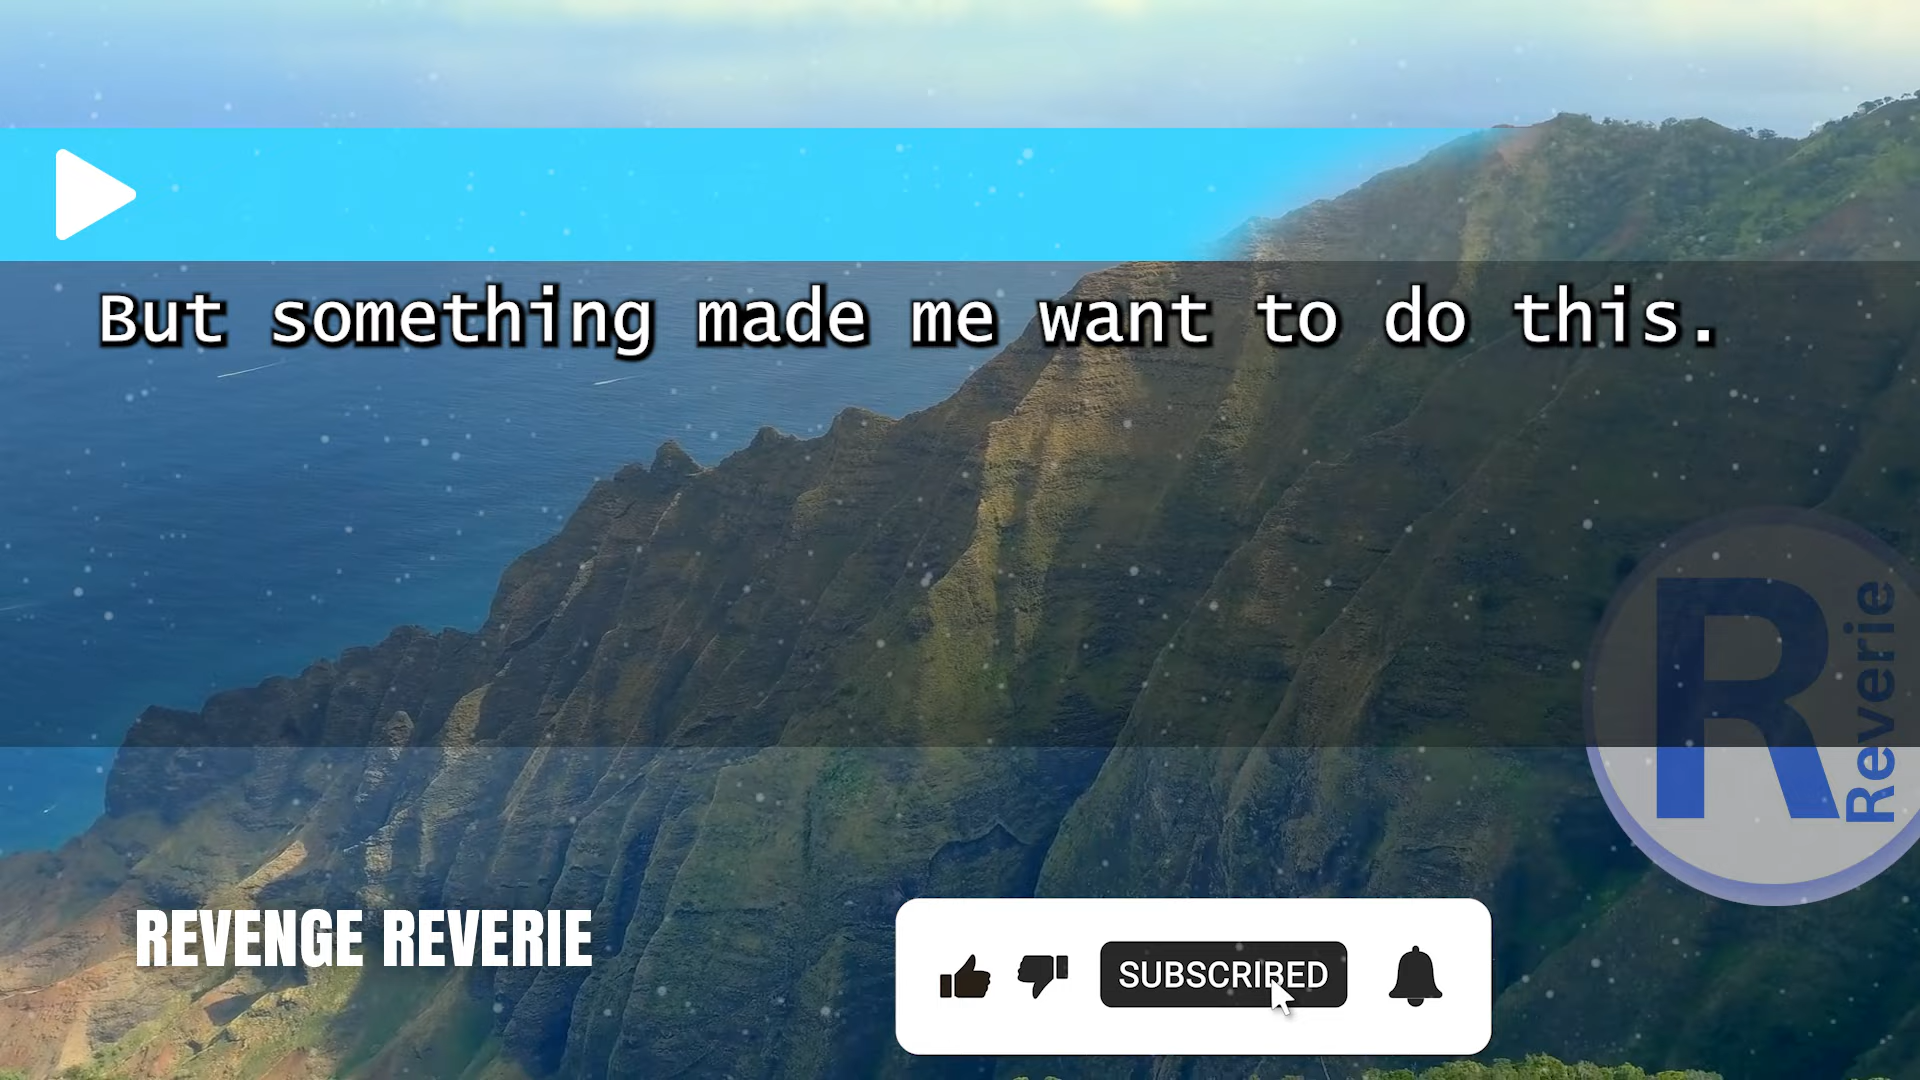 But something made me want to do this.
R
Reverie
REVENGE REVERIE
SUBSCRIBED